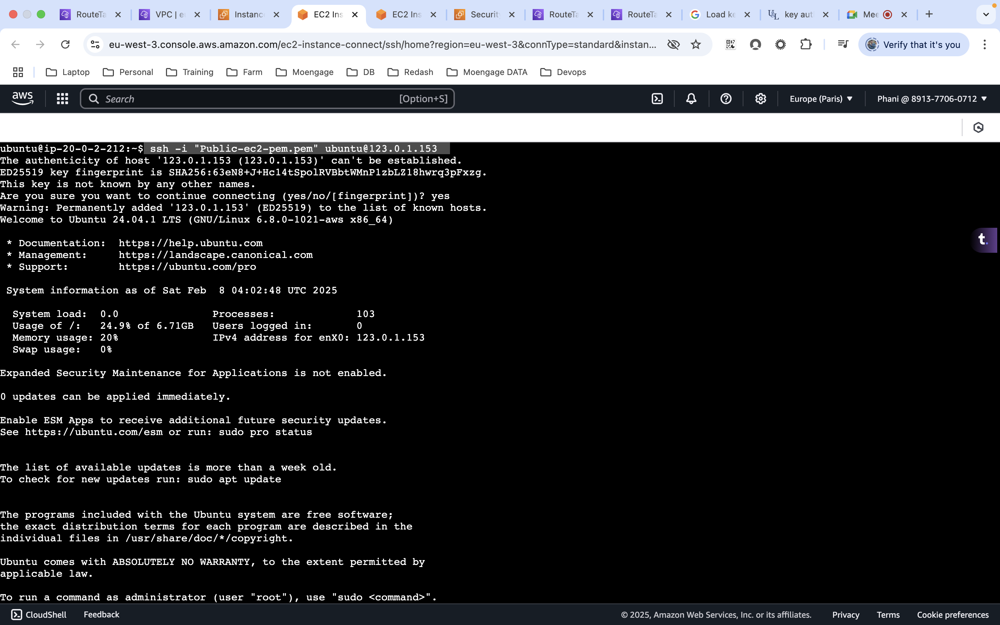 RouteTa
VPC | e
Instanc
EC2 Ins
EC2 Ins
Security
RouteTa
RouteTa
Load ke
key aut
Mee
eu-west-3.console.aws.amazon.com/ec2-instance-connect/ssh/home?region=eu-west-3&connType=standard&instan...
Verify that it's you
Laptop
Personal
Training
Farm
Moengage
DB
Redash
Moengage DATA
Devops
aws
Search
[Option+S]
Europe (Paris)
Phani @ 8913-7706-0712
ubuntu@ip-20-0-2-212:~$ ssh -i "Public-ec2-pem.pem" ubuntu@123.0.1.153
The authenticity of host '123.0.1.153 (123.0.1.153)' can't be established.
ED25519 key fingerprint is SHA256:63eN8+J+Hc14tSpolRVBbtWMnP1zbLZ18hwrq3pFxzg.
This key is not known by any other names.
Are you sure you want to continue connecting (yes/no/[fingerprint])? yes
Warning: Permanently added '123.0.1.153' (ED25519) to the list of known hosts.
Welcome to Ubuntu 24.04.1 LTS (GNU/Linux 6.8.0-1021-aws x86_64)
* Documentation: https://help.ubuntu.com
* Management: https://landscape.canonical.com
* Support: https://ubuntu.com/pro
System information as of Sat Feb 8 04:02:48 UTC 2025
System load: 0.0 Processes: 103
Usage of /: 24.9% of 6.71GB Users logged in: 0
Memory usage: 20% IPv4 address for enX0: 123.0.1.153
Swap usage: 0%
Expanded Security Maintenance for Applications is not enabled.
0 updates can be applied immediately.
Enable ESM Apps to receive additional future security updates.
See https://ubuntu.com/esm or run: sudo pro status
The list of available updates is more than a week old.
To check for new updates run: sudo apt update
The programs included with the Ubuntu system are free software;
the exact distribution terms for each program are described in the
individual files in /usr/share/doc/*/copyright.
Ubuntu comes with ABSOLUTELY NO WARRANTY, to the extent permitted by
applicable law.
To run a command as administrator (user "root"), use "sudo <command>".
t.
CloudShell
Feedback
© 2025, Amazon Web Services, Inc. or its affiliates.
Privacy
Terms
Cookie preferences